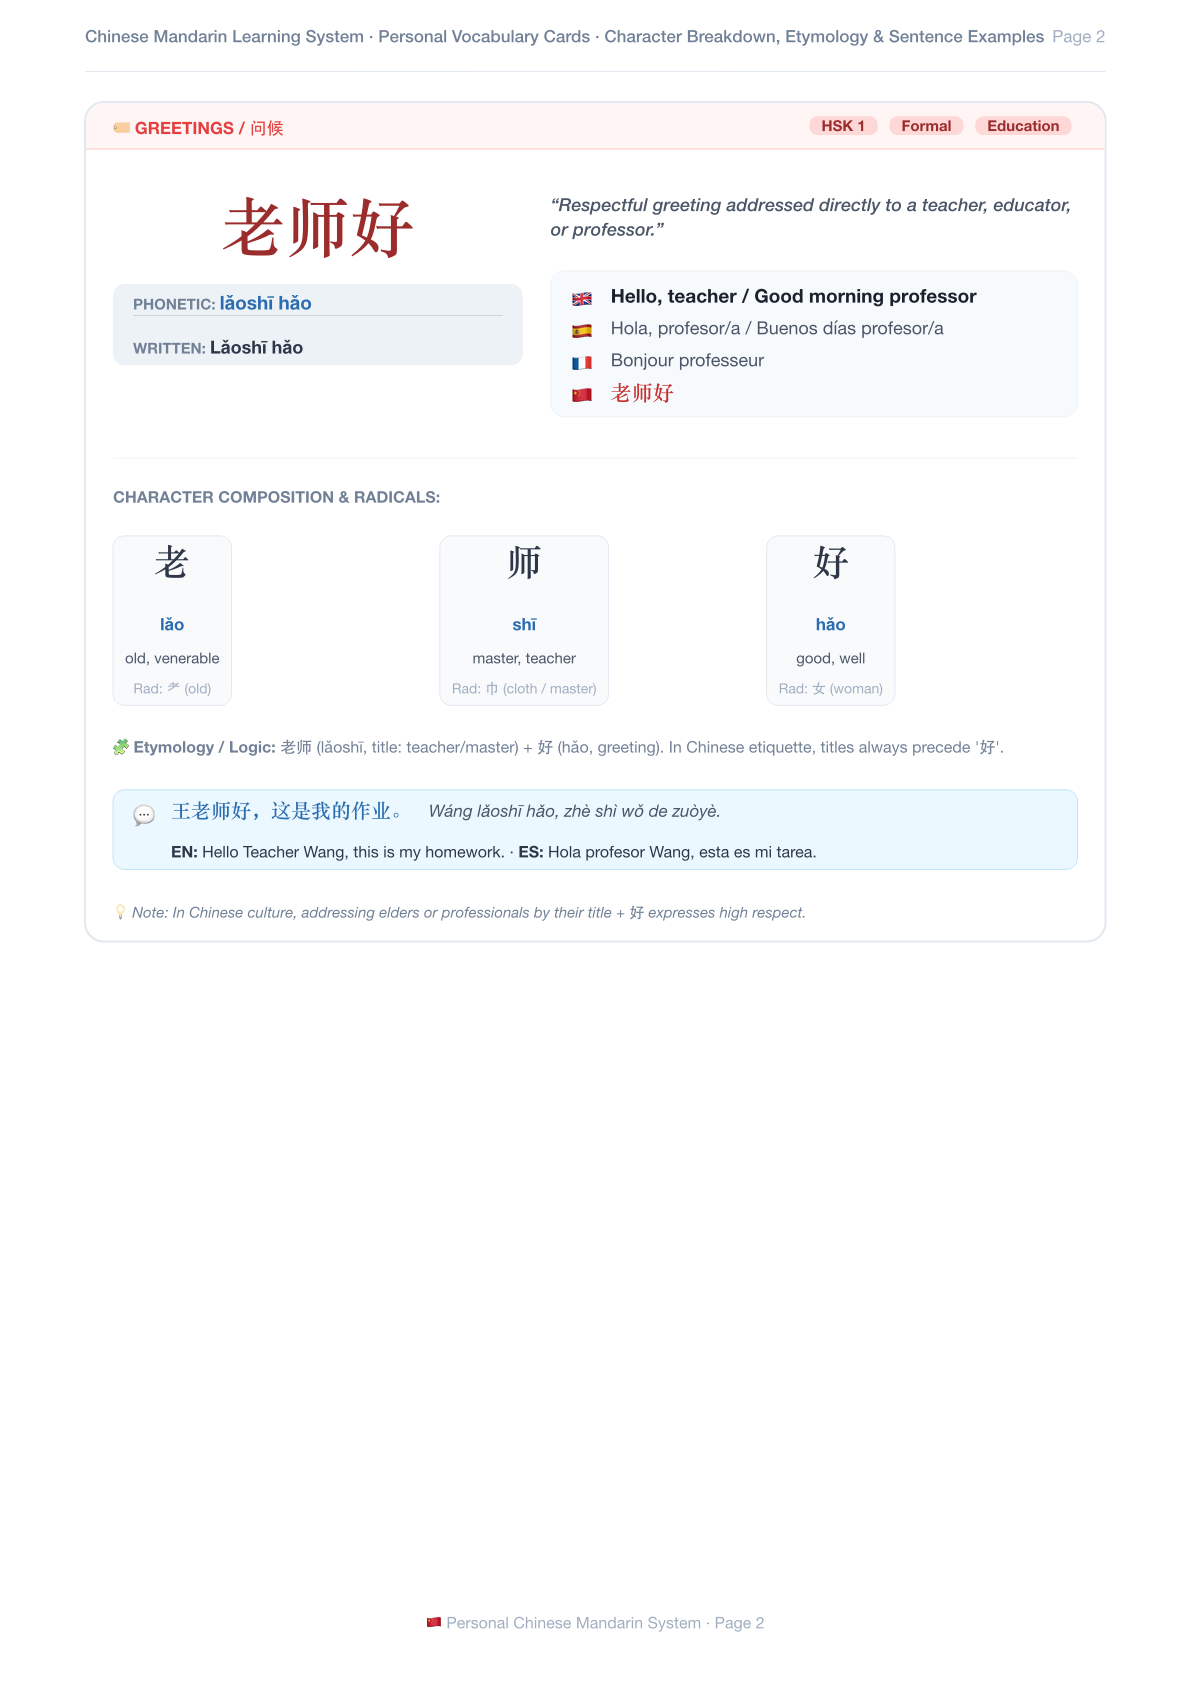 Chinese Mandarin Learning System · Personal Vocabulary Cards · Character Breakdown, Etymology & Sentence Examples Page 2
GREETINGS / 问候
HSK 1 Formal Education
老师好
PHONETIC: lǎoshī hǎo
WRITTEN: Lǎoshī hǎo
“Respectful greeting addressed directly to a teacher, educator,
or professor.”
Hello, teacher / Good morning professor
Hola, profesor/a / Buenos días profesor/a
Bonjour professeur
老师好
CHARACTER COMPOSITION & RADICALS:
老
lǎo
old, venerable
Rad: 耂 (old)
师
shī
master, teacher
Rad: 巾 (cloth / master)
好
hǎo
good, well
Rad: 女 (woman)
Etymology / Logic: 老师 (lǎoshī, title: teacher/master) + 好 (hǎo, greeting). In Chinese etiquette, titles always precede '好'.
王老师好，这是我的作业。 Wáng lǎoshī hǎo, zhè shì wǒ de zuòyè.
EN: Hello Teacher Wang, this is my homework. · ES: Hola profesor Wang, esta es mi tarea.
Note: In Chinese culture, addressing elders or professionals by their title + 好 expresses high respect.
Personal Chinese Mandarin System · Page 2